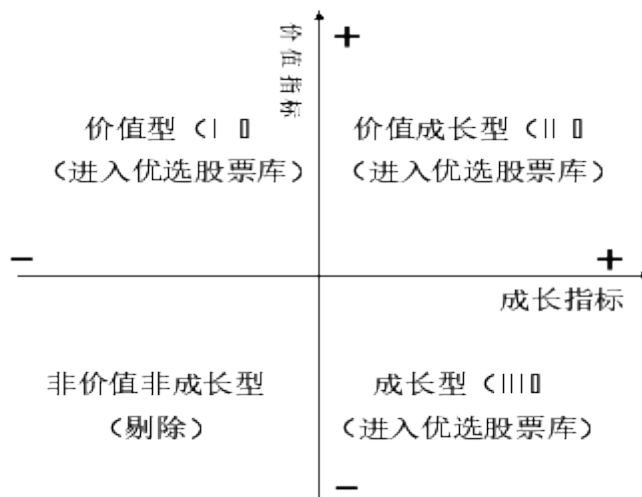 价值指标
+
价值型（I）
（进入优选股票库）
价值成长型（II）
（进入优选股票库）
−
+
成长指标
非价值非成长型
（剔除）
成长型（III）
（进入优选股票库）
−